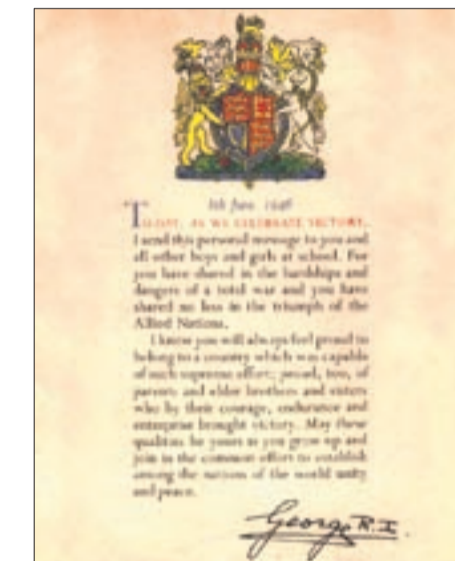 8th June, 1946
TO-DAY, AS WE CELEBRATE VICTORY,
I send this personal message to you and
all other boys and girls at school. For
you have shared in the hardships and
dangers of a total war and you have
shared no less in the triumph of the
Allied Nations.
I know you will always feel proud to
belong to a country which was capable
of such supreme effort; proud, too, of
parents and elder brothers and sisters
who by their courage, endurance and
enterprise brought victory. May these
qualities be yours as you grow up and
join in the common effort to establish
among the nations of the world unity
and peace.
George R.I.